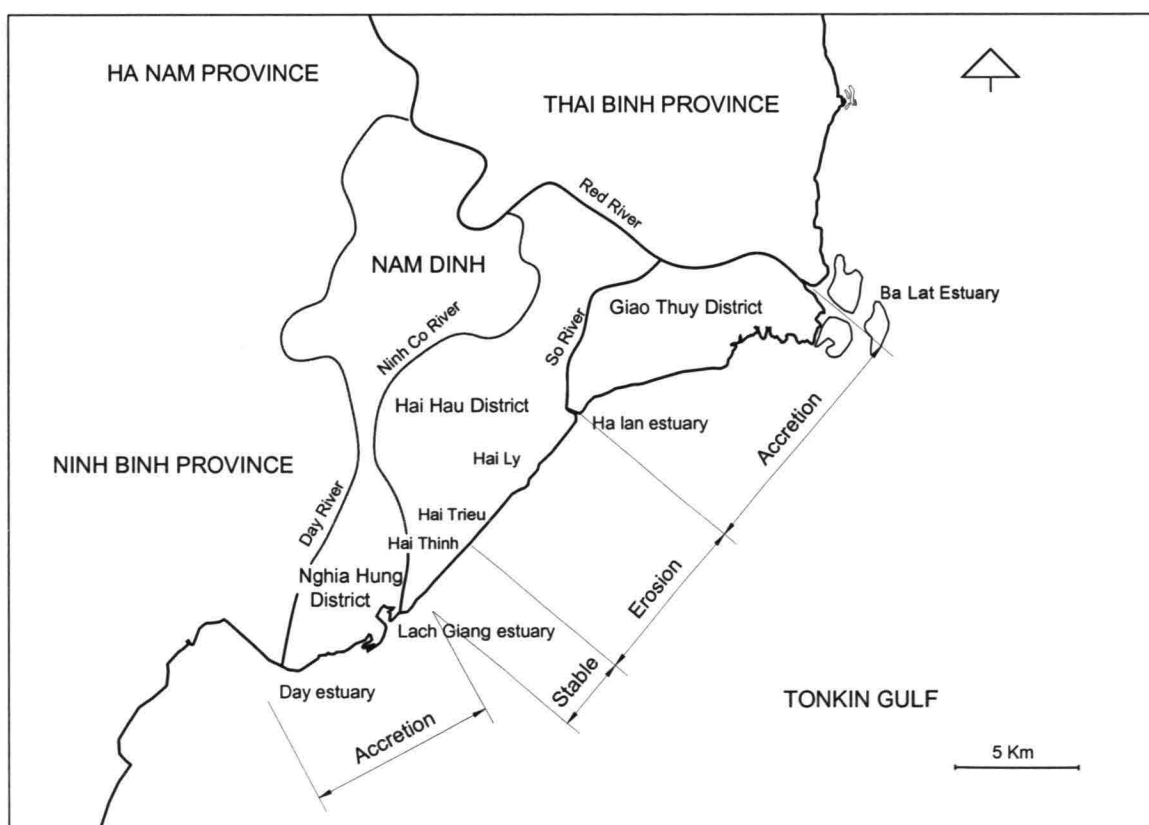 HA NAM PROVINCE
THAI BINH PROVINCE
Red River
NAM DINH
Ba Lat Estuary
Giao Thuy District
Ninh Co River
So River
Hai Hau District
Ha lan estuary
Accretion
Hai Ly
NINH BINH PROVINCE
Day River
Hai Trieu
Hai Thinh
Nghia Hung
District
Erosion
Lach Giang estuary
Stable
Day estuary
TONKIN GULF
Accretion
5 Km